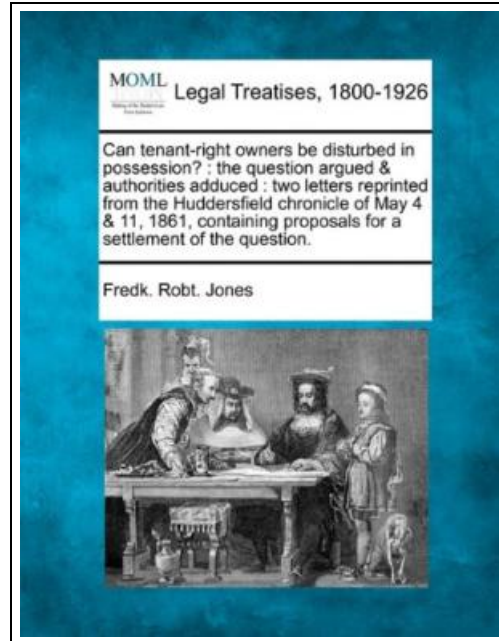 MOML
Legal Treatises, 1800-1926
Can tenant-right owners be disturbed in
possession? : the question argued &
authorities adduced : two letters reprinted
from the Huddersfield chronicle of May 4
& 11, 1861, containing proposals for a
settlement of the question.
Fredk. Robt. Jones